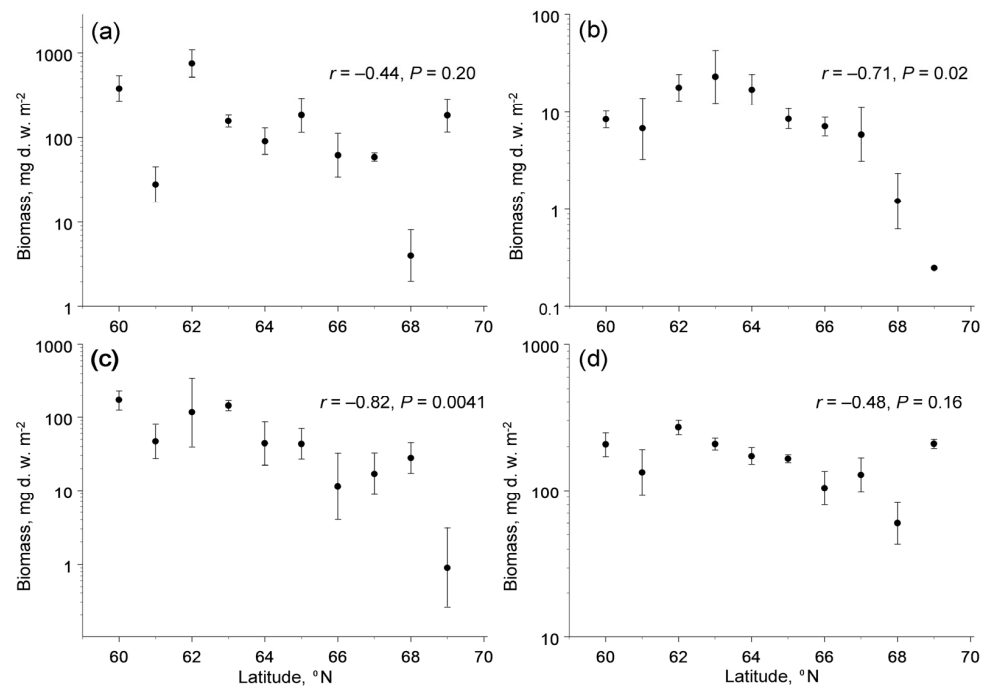 (a)
r = –0.44, P = 0.20
Biomass, mg d. w. m-2
1000
100
10
1
60 62 64 66 68 70
(b)
r = –0.71, P = 0.02
Biomass, mg d. w. m-2
100
10
1
0.1
60 62 64 66 68 70
(c)
r = –0.82, P = 0.0041
Biomass, mg d. w. m-2
1000
100
10
1
60 62 64 66 68 70
Latitude, °N
(d)
r = –0.48, P = 0.16
Biomass, mg d. w. m-2
1000
100
10
60 62 64 66 68 70
Latitude, °N